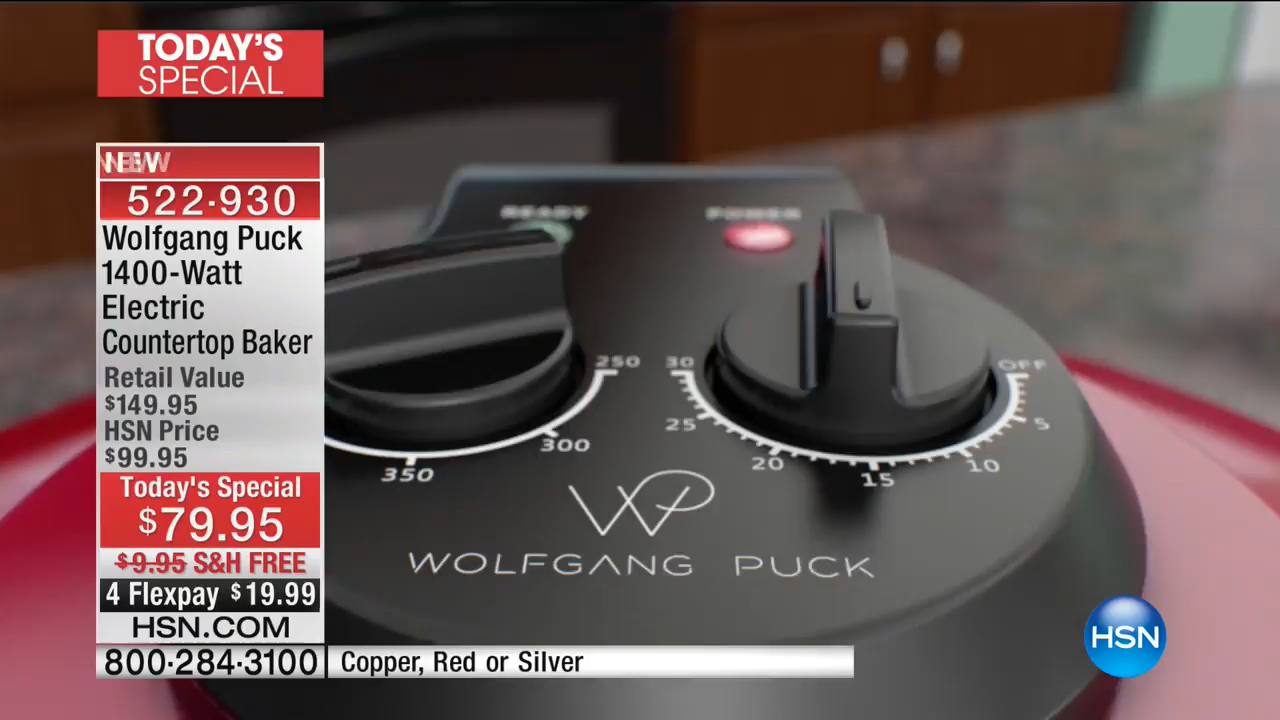 TODAY'S
SPECIAL
NEW
522-930
Wolfgang Puck
1400-Watt
Electric
Countertop Baker
Retail Value
$149.95
HSN Price
$99.95
Today's Special
$79.95
$9.95 S&H FREE
4 Flexpay $19.99
HSN.COM
800-284-3100
Copper, Red or Silver
READY
POWER
250
300
350
30
25
20
15
10
5
OFF
WP
WOLFGANG PUCK
HSN